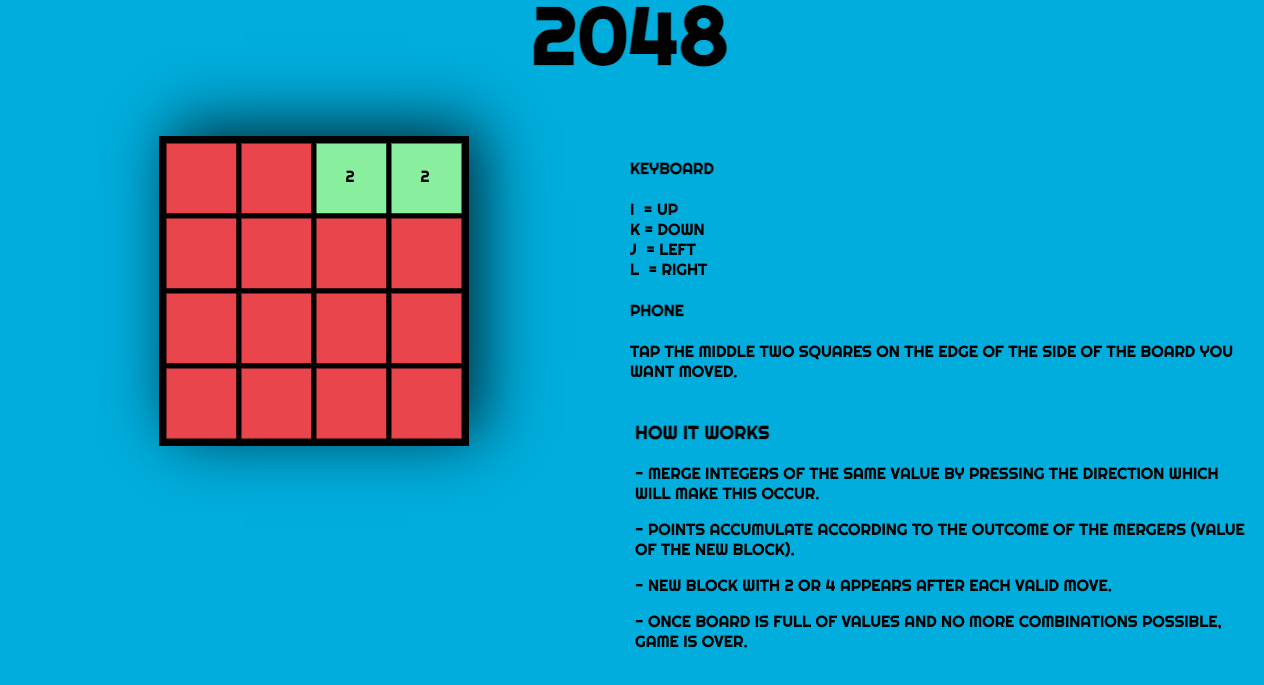 2048
2 2
KEYBOARD
I = UP
K = DOWN
J = LEFT
L = RIGHT
PHONE
TAP THE MIDDLE TWO SQUARES ON THE EDGE OF THE SIDE OF THE BOARD YOU
WANT MOVED.
HOW IT WORKS
- MERGE INTEGERS OF THE SAME VALUE BY PRESSING THE DIRECTION WHICH
WILL MAKE THIS OCCUR.
- POINTS ACCUMULATE ACCORDING TO THE OUTCOME OF THE MERGERS (VALUE
OF THE NEW BLOCK).
- NEW BLOCK WITH 2 OR 4 APPEARS AFTER EACH VALID MOVE.
- ONCE BOARD IS FULL OF VALUES AND NO MORE COMBINATIONS POSSIBLE,
GAME IS OVER.